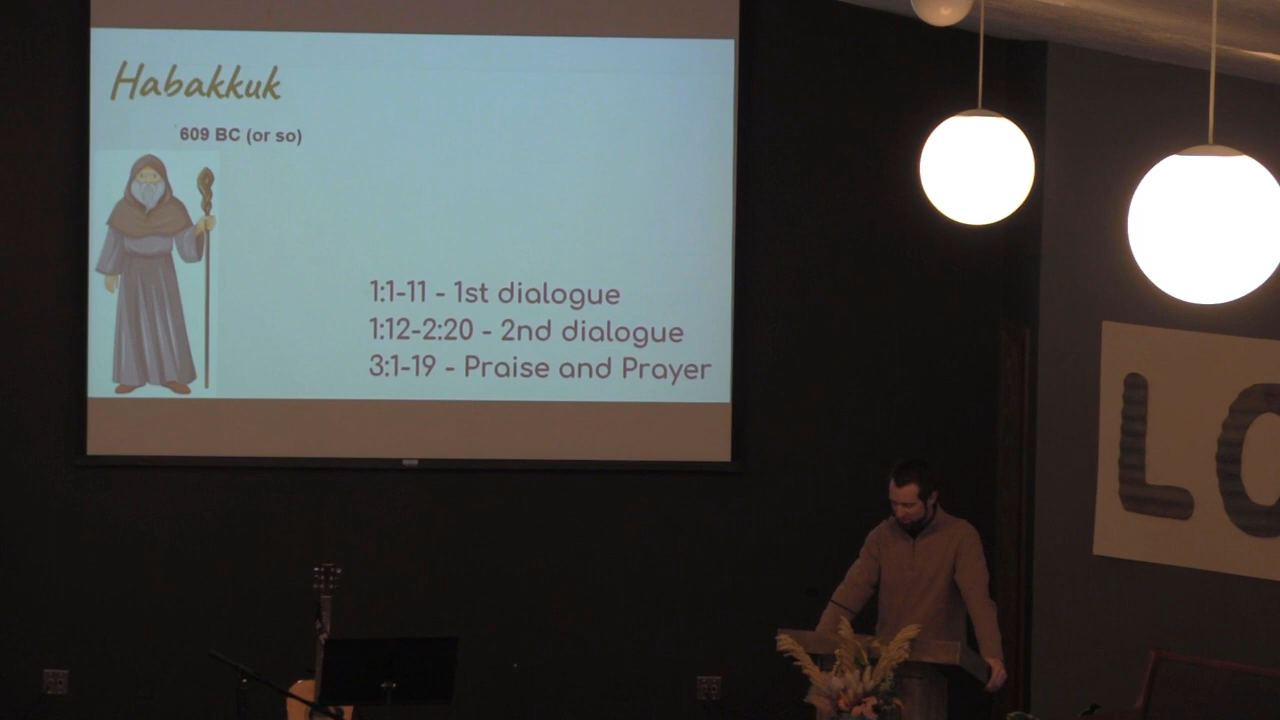 Habakkuk
609 BC (or so)
1:1-11 - 1st dialogue
1:12-2:20 - 2nd dialogue
3:1-19 - Praise and Prayer
LO